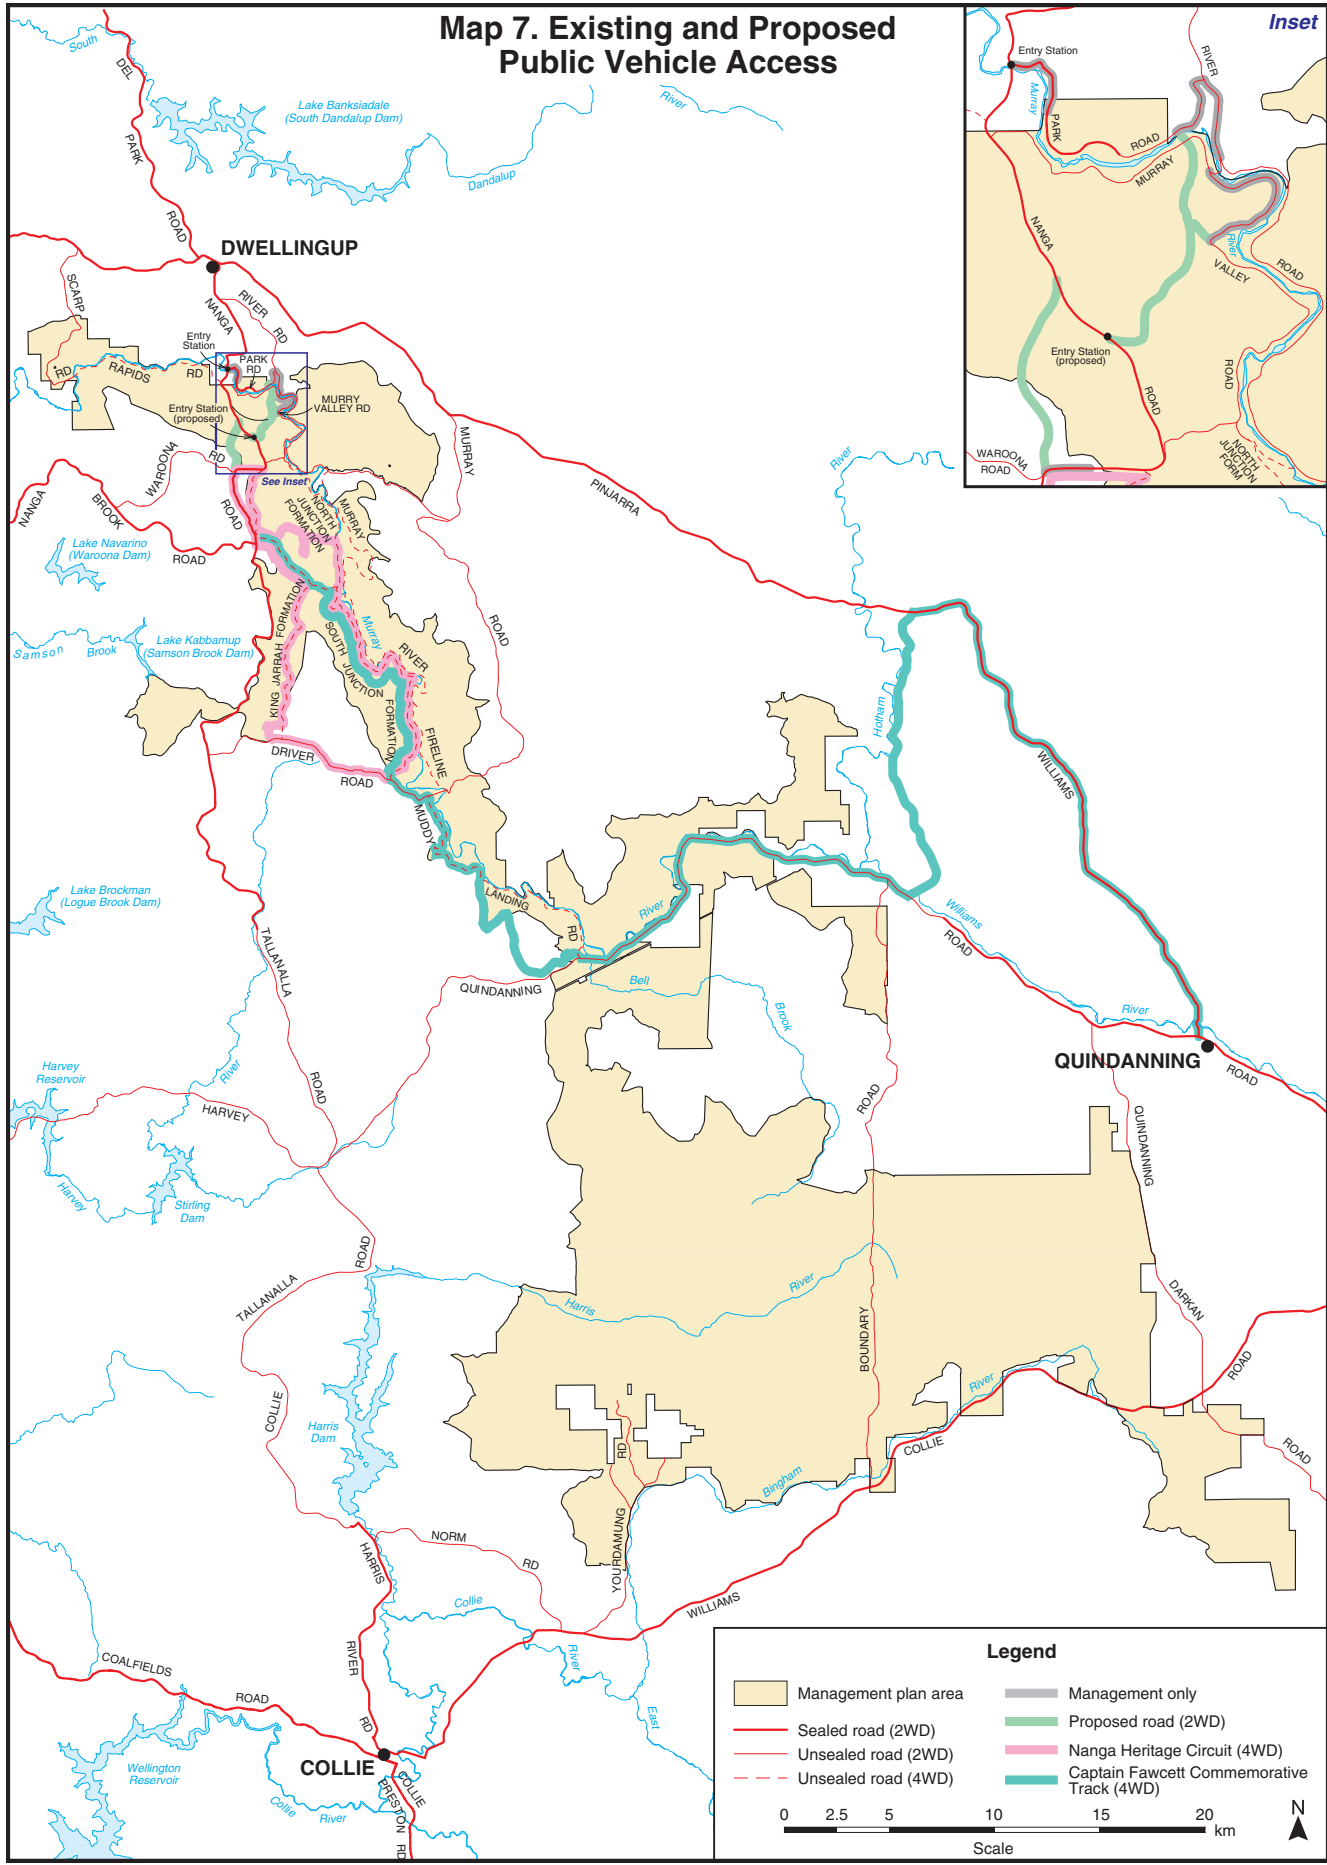 Map 7. Existing and Proposed
Public Vehicle Access
Inset
Entry Station
RIVER
Murray
PARK
ROAD
MURRAY
NANGA
River
VALLEY
ROAD
Entry Station
(proposed)
ROAD
ROAD
WAROONA
ROAD
NORTH
JUNCTION
FORM
South
DEL
PARK
ROAD
Lake Banksiadale
(South Dandalup Dam)
River
Dandalup
DWELLINGUP
SCARP
NANGA
RIVER
RD
Entry
Station
PARK
RD
RD
RAPIDS
RD
MURRY
VALLEY RD
Entry Station
(proposed)
WAROONA
RD
See Inset
MURRAY
River
PINJARRA
NANGA
BROOK
ROAD
ROAD
NORTH
JUNCTION
FORMATION
MURRAY
Lake Navarino
(Waroona Dam)
Samson
Brook
Lake Kabbamup
(Samson Brook Dam)
KING JARRAH FORMATION
Murray
SOUTH JUNCTION
FORMATION
RIVER
FIRELINE
ROAD
Hotham
WILLIAMS
DRIVER
ROAD
MUDDY
LANDING
RD
River
Williams
ROAD
Lake Brockman
(Logue Brook Dam)
TALLANALLA
ROAD
QUINDANNING
Bell
Brook
River
QUINDANNING
ROAD
Harvey
Reservoir
River
HARVEY
Harvey
Stirling
Dam
ROAD
QUINDANNING
ROAD
TALLANALLA
Harris
River
BOUNDARY
DARKAN
ROAD
ROAD
COLLIE
Harris
Dam
RD
River
COLLIE
Bingham
YOURDAMUNG
NORM
RD
HARRIS
RIVER
RD
Collie
River
East
WILLIAMS
COALFIELDS
ROAD
COLLIE
COLLIE
PRESTON RD
Wellington
Reservoir
Collie
River
Legend
Management plan area
Sealed road (2WD)
Unsealed road (2WD)
Unsealed road (4WD)
Management only
Proposed road (2WD)
Nanga Heritage Circuit (4WD)
Captain Fawcett Commemorative
Track (4WD)
0 2.5 5 10 15 20
km
Scale
N